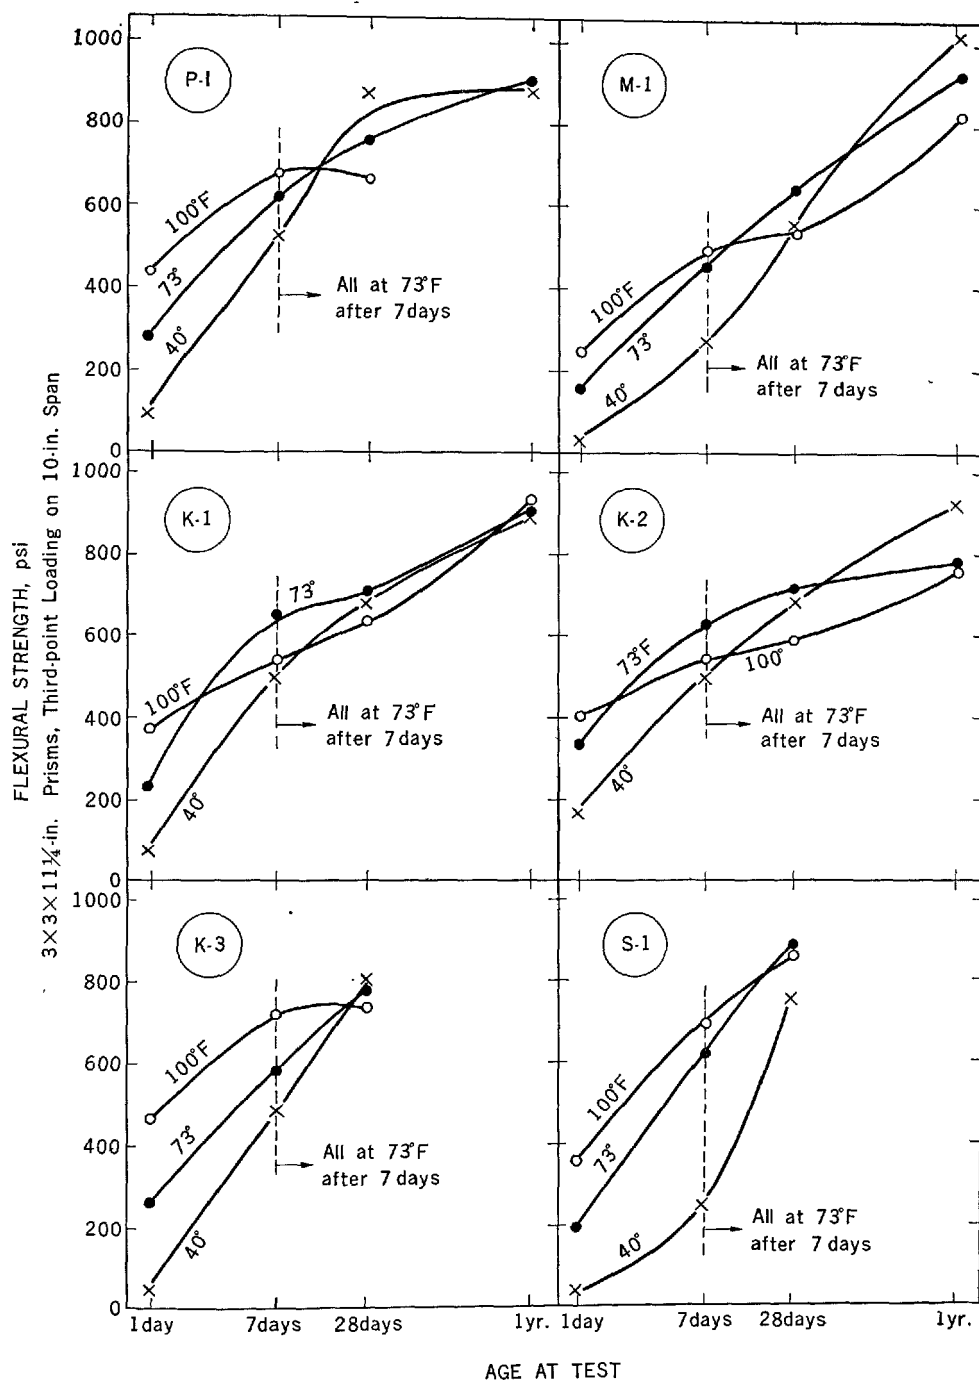 FLEXURAL STRENGTH, psi
3×3×11¼-in. Prisms, Third-point Loading on 10-in. Span
1000
800
600
400
200
0
P-1
100°F
73°
40°
All at 73°F
after 7days
M-1
100°F
73°
40°
All at 73°F
after 7 days
1000
800
600
400
200
0
K-1
73°
100°F
40°
All at 73°F
after 7 days
K-2
73°F
100°
40°
All at 73°F
after 7 days
1000
800
600
400
200
0
K-3
100°F
73°
40°
All at 73°F
after 7 days
S-1
100°F
73°
40°
All at 73°F
after 7 days
1day 7days 28days 1yr. 1day 7days 28days 1yr.
AGE AT TEST